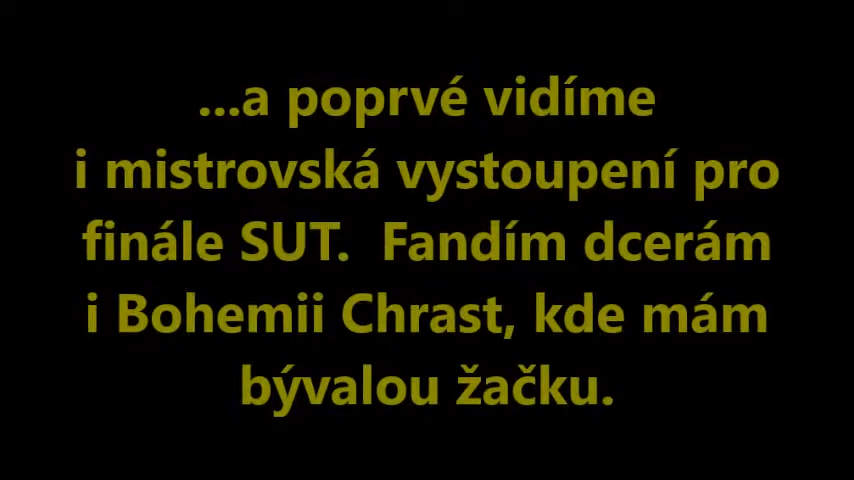 ...a poprvé vidíme
i mistrovská vystoupení pro
finále SUT.  Fandím dcerám
i Bohemii Chrast, kde mám
bývalou žačku.